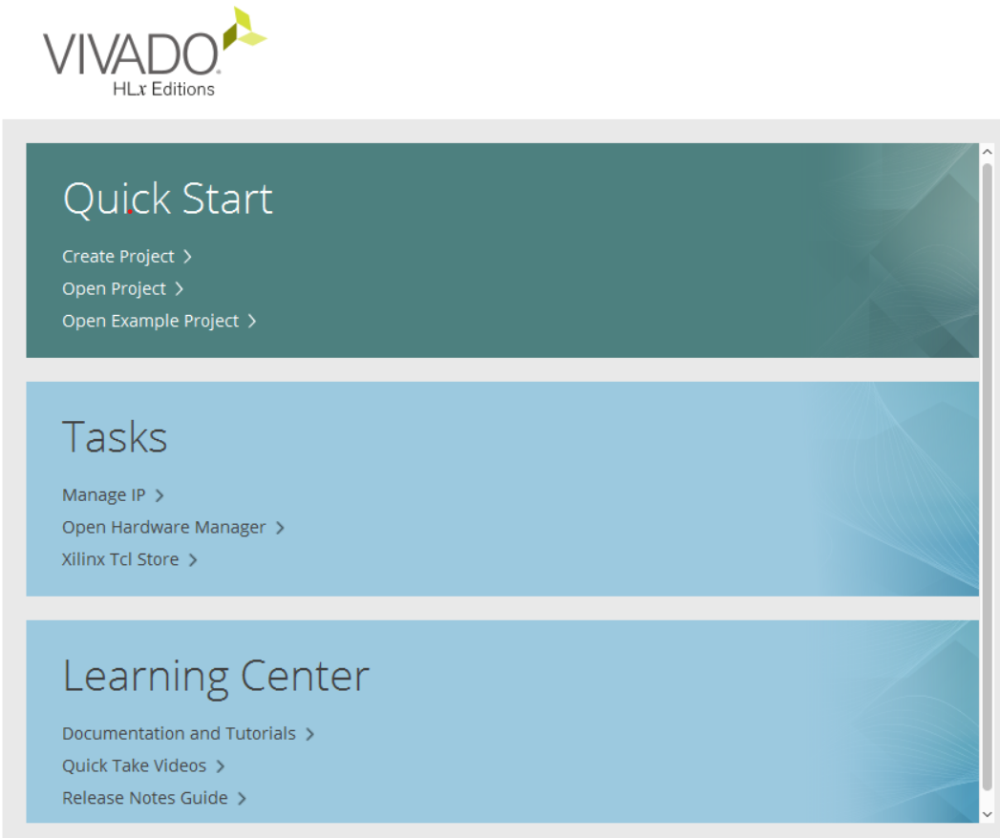 VIVADO®
HLx Editions
Quick Start
Create Project >
Open Project >
Open Example Project >
Tasks
Manage IP >
Open Hardware Manager >
Xilinx Tcl Store >
Learning Center
Documentation and Tutorials >
Quick Take Videos >
Release Notes Guide >